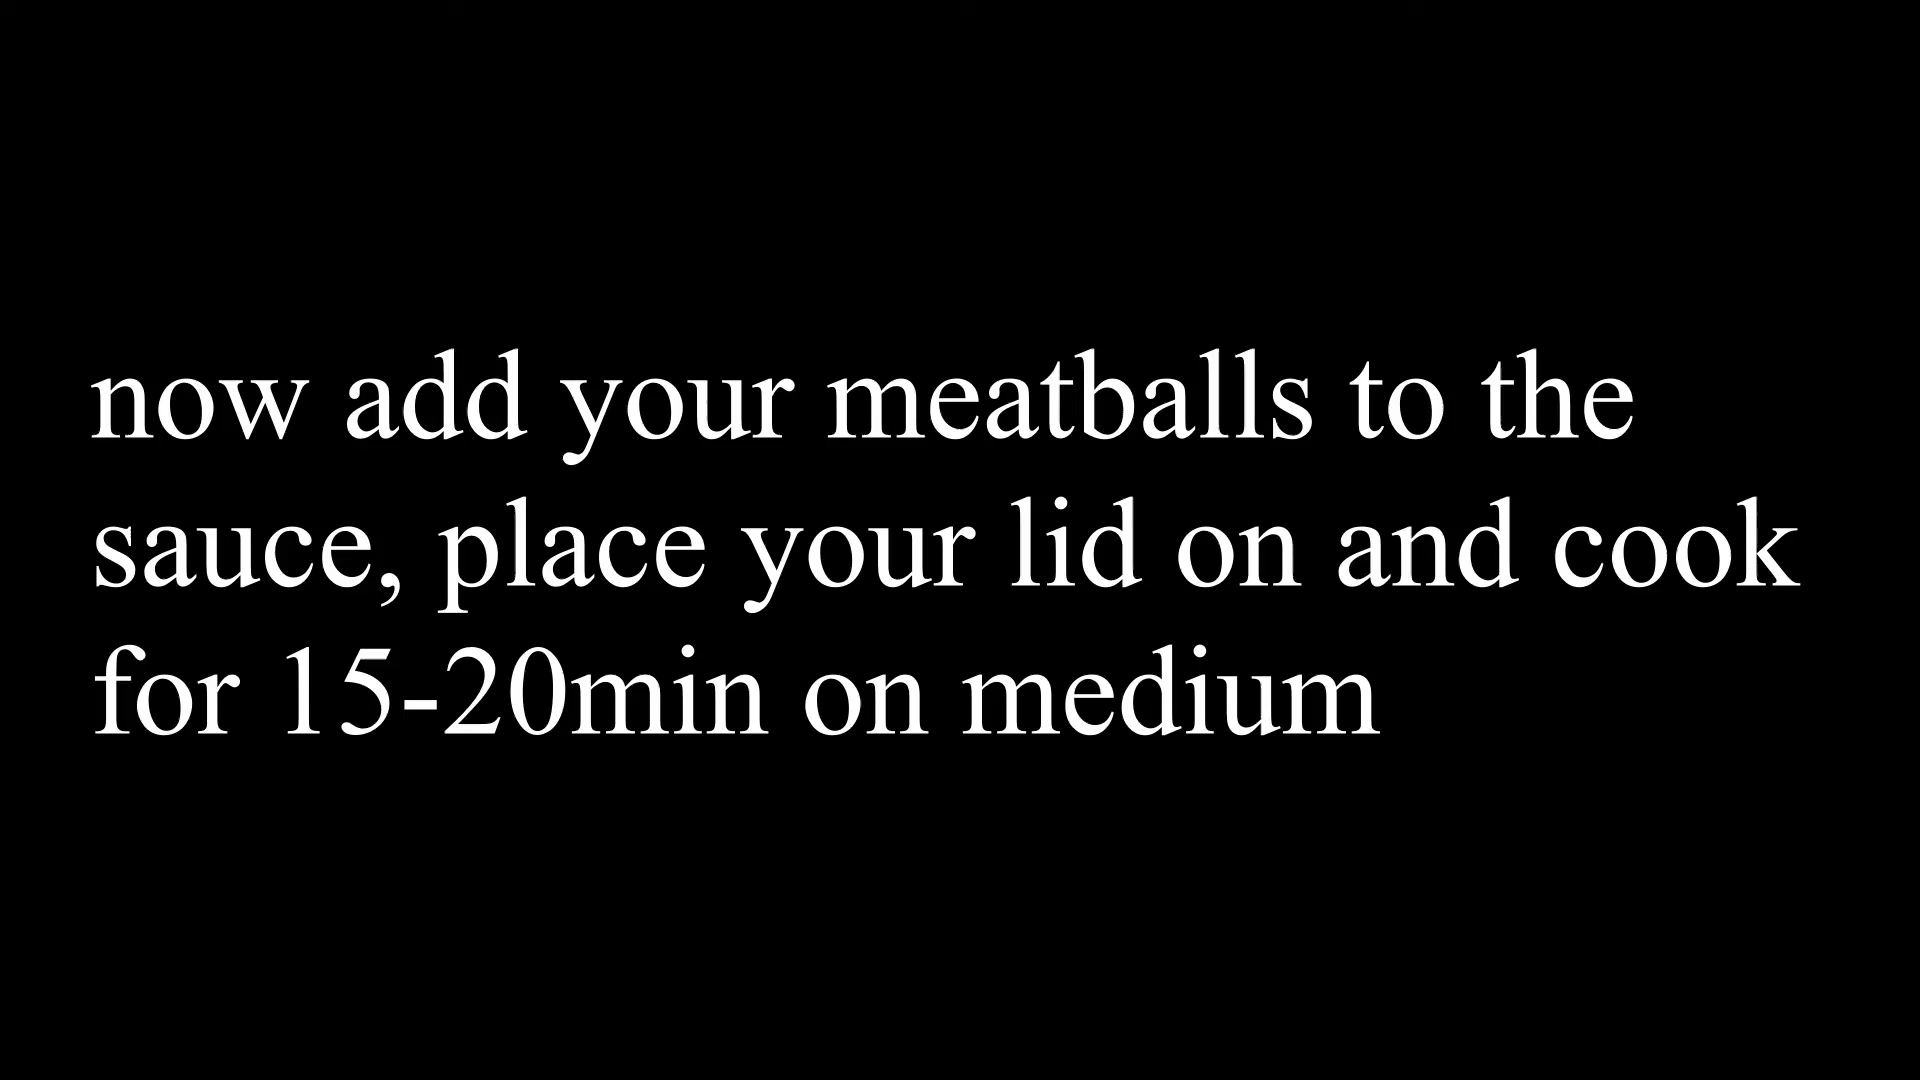 now add your meatballs to the
sauce, place your lid on and cook
for 15-20min on medium